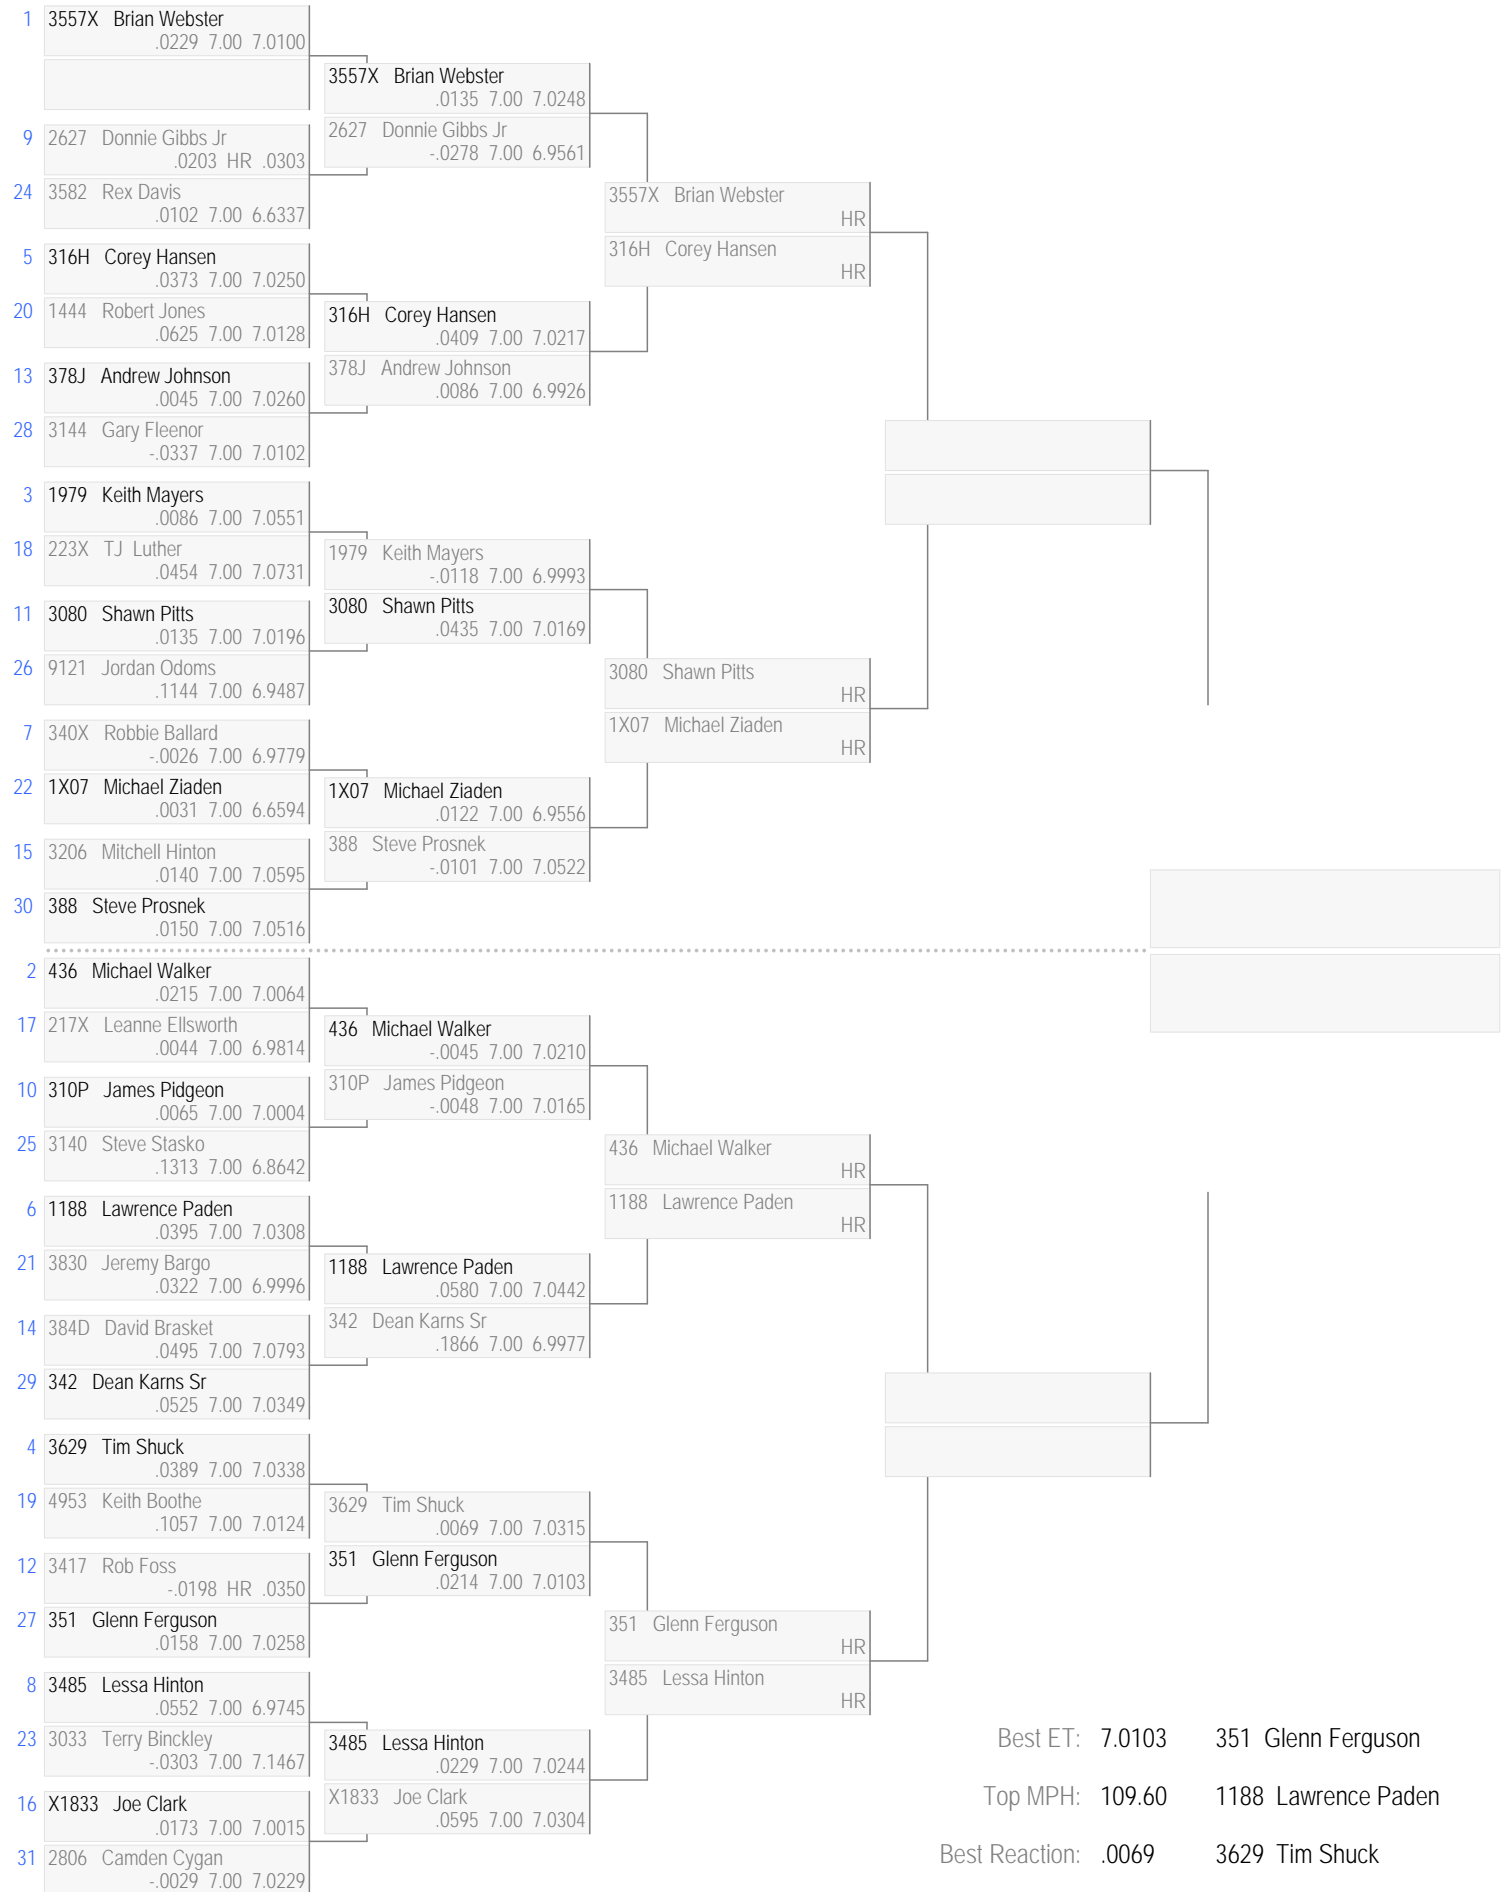 1 3557X Brian Webster
.0229 7.00 7.0100
9 2627 Donnie Gibbs Jr
.0203 HR .0303
24 3582 Rex Davis
.0102 7.00 6.6337
5 316H Corey Hansen
.0373 7.00 7.0250
20 1444 Robert Jones
.0625 7.00 7.0128
13 378J Andrew Johnson
.0045 7.00 7.0260
28 3144 Gary Fleenor
-.0337 7.00 7.0102
3 1979 Keith Mayers
.0086 7.00 7.0551
18 223X TJ Luther
.0454 7.00 7.0731
11 3080 Shawn Pitts
.0135 7.00 7.0196
26 9121 Jordan Odoms
.1144 7.00 6.9487
7 340X Robbie Ballard
-.0026 7.00 6.9779
22 1X07 Michael Ziaden
.0031 7.00 6.6594
15 3206 Mitchell Hinton
.0140 7.00 7.0595
30 388 Steve Prosnek
.0150 7.00 7.0516
2 436 Michael Walker
.0215 7.00 7.0064
17 217X Leanne Ellsworth
.0044 7.00 6.9814
10 310P James Pidgeon
.0065 7.00 7.0004
25 3140 Steve Stasko
.1313 7.00 6.8642
6 1188 Lawrence Paden
.0395 7.00 7.0308
21 3830 Jeremy Bargo
.0322 7.00 6.9996
14 384D David Brasket
.0495 7.00 7.0793
29 342 Dean Karns Sr
.0525 7.00 7.0349
4 3629 Tim Shuck
.0389 7.00 7.0338
19 4953 Keith Boothe
.1057 7.00 7.0124
12 3417 Rob Foss
-.0198 HR .0350
27 351 Glenn Ferguson
.0158 7.00 7.0258
8 3485 Lessa Hinton
.0552 7.00 6.9745
23 3033 Terry Binckley
-.0303 7.00 7.1467
16 X1833 Joe Clark
.0173 7.00 7.0015
31 2806 Camden Cygan
-.0029 7.00 7.0229
3557X Brian Webster
.0135 7.00 7.0248
2627 Donnie Gibbs Jr
-.0278 7.00 6.9561
316H Corey Hansen
.0409 7.00 7.0217
378J Andrew Johnson
.0086 7.00 6.9926
1979 Keith Mayers
-.0118 7.00 6.9993
3080 Shawn Pitts
.0435 7.00 7.0169
1X07 Michael Ziaden
.0122 7.00 6.9556
388 Steve Prosnek
-.0101 7.00 7.0522
436 Michael Walker
-.0045 7.00 7.0210
310P James Pidgeon
-.0048 7.00 7.0165
1188 Lawrence Paden
.0580 7.00 7.0442
342 Dean Karns Sr
.1866 7.00 6.9977
3629 Tim Shuck
.0069 7.00 7.0315
351 Glenn Ferguson
.0214 7.00 7.0103
3485 Lessa Hinton
.0229 7.00 7.0244
X1833 Joe Clark
.0595 7.00 7.0304
3557X Brian Webster
HR
316H Corey Hansen
HR
3080 Shawn Pitts
HR
1X07 Michael Ziaden
HR
436 Michael Walker
HR
1188 Lawrence Paden
HR
351 Glenn Ferguson
HR
3485 Lessa Hinton
HR
Best ET: 7.0103 351 Glenn Ferguson
Top MPH: 109.60 1188 Lawrence Paden
Best Reaction: .0069 3629 Tim Shuck